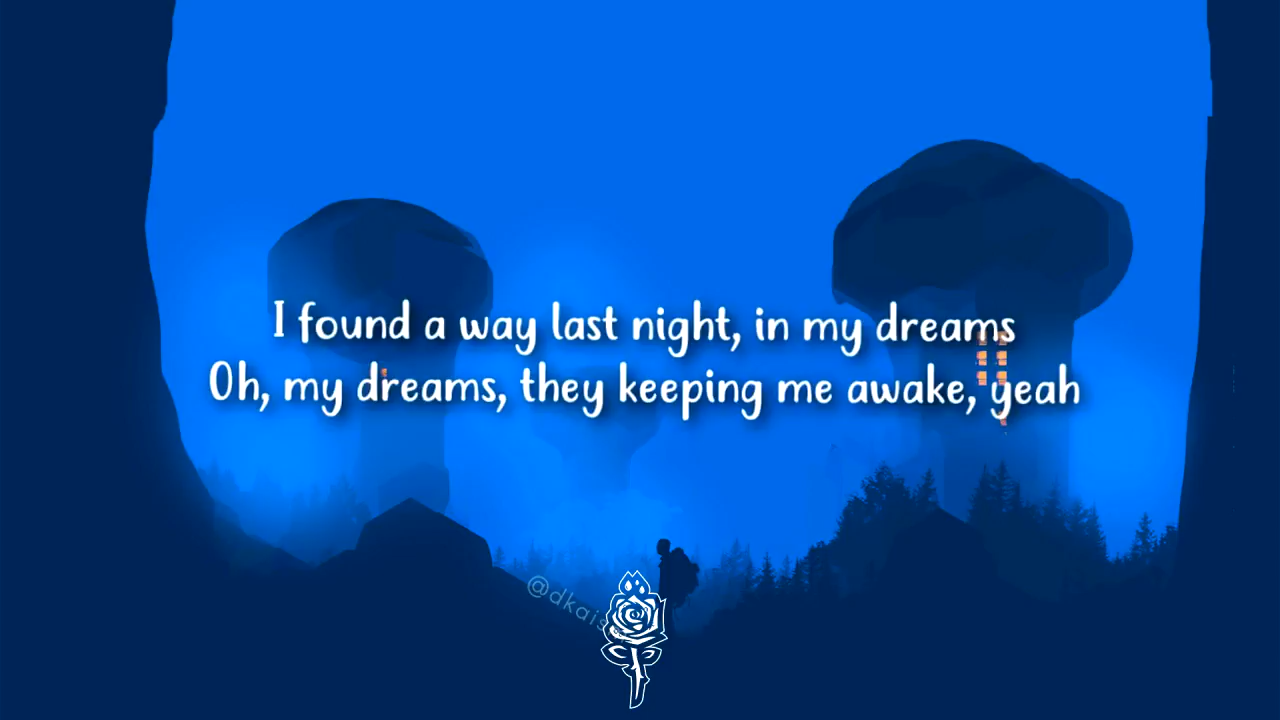 I found a way last night, in my dreams
Oh, my dreams, they keeping me awake, yeah